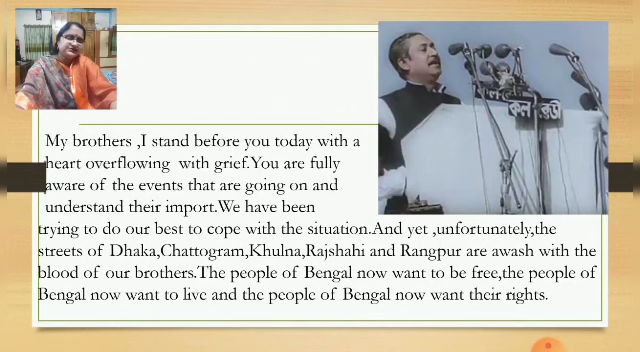 কল রেডী
My brothers ,I stand before you today with a
heart overflowing with grief.You are fully
aware of the events that are going on and
understand their import.We have been
trying to do our best to cope with the situation.And yet ,unfortunately,the
streets of Dhaka,Chattogram,Khulna,Rajshahi and Rangpur are awash with the
blood of our brothers.The people of Bengal now want to be free,the people of
Bengal now want to live and the people of Bengal now want their rights.